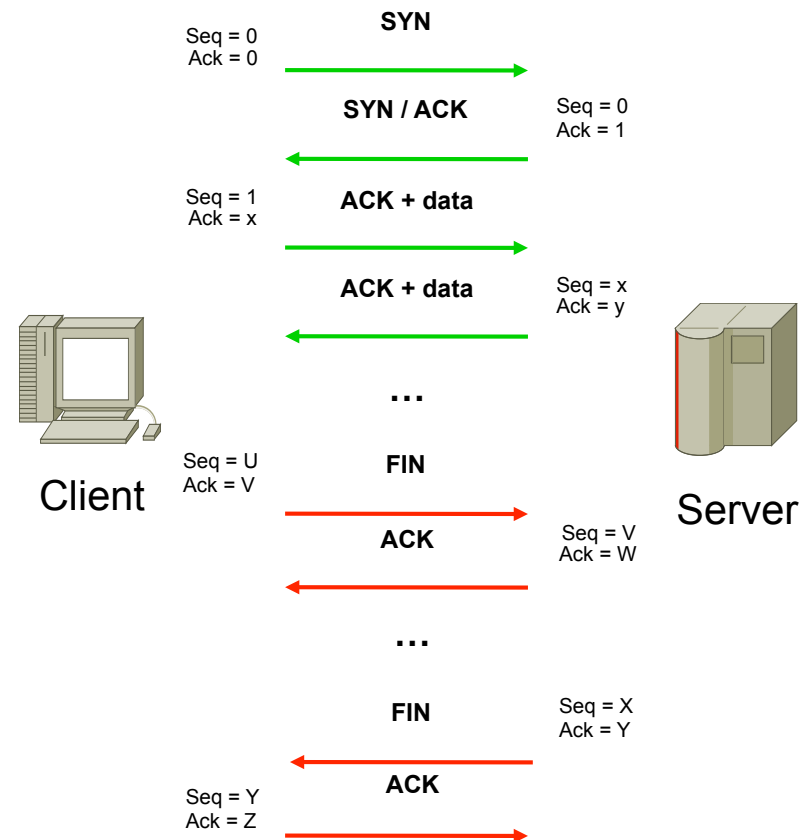 SYN
Seq = 0
Ack = 0
SYN / ACK
Seq = 0
Ack = 1
Seq = 1
Ack = x
ACK + data
ACK + data
Seq = x
Ack = y
...
Client
Server
Seq = U
Ack = V
FIN
ACK
Seq = V
Ack = W
...
FIN
Seq = X
Ack = Y
ACK
Seq = Y
Ack = Z